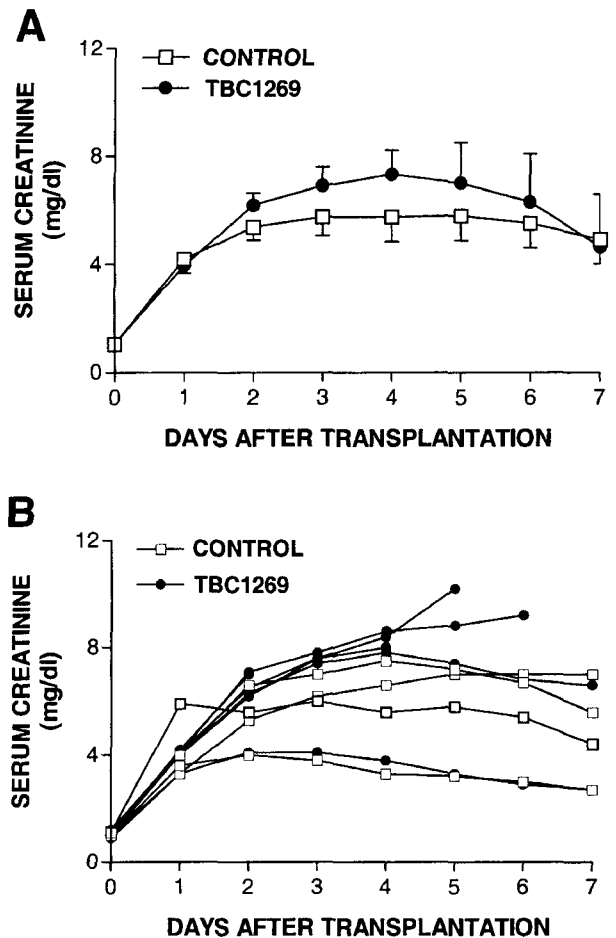 A
12
8
4
0
SERUM CREATININE
(mg/dl)
CONTROL
TBC1269
0 1 2 3 4 5 6 7
DAYS AFTER TRANSPLANTATION
B
12
8
4
0
SERUM CREATININE
(mg/dl)
CONTROL
TBC1269
0 1 2 3 4 5 6 7
DAYS AFTER TRANSPLANTATION